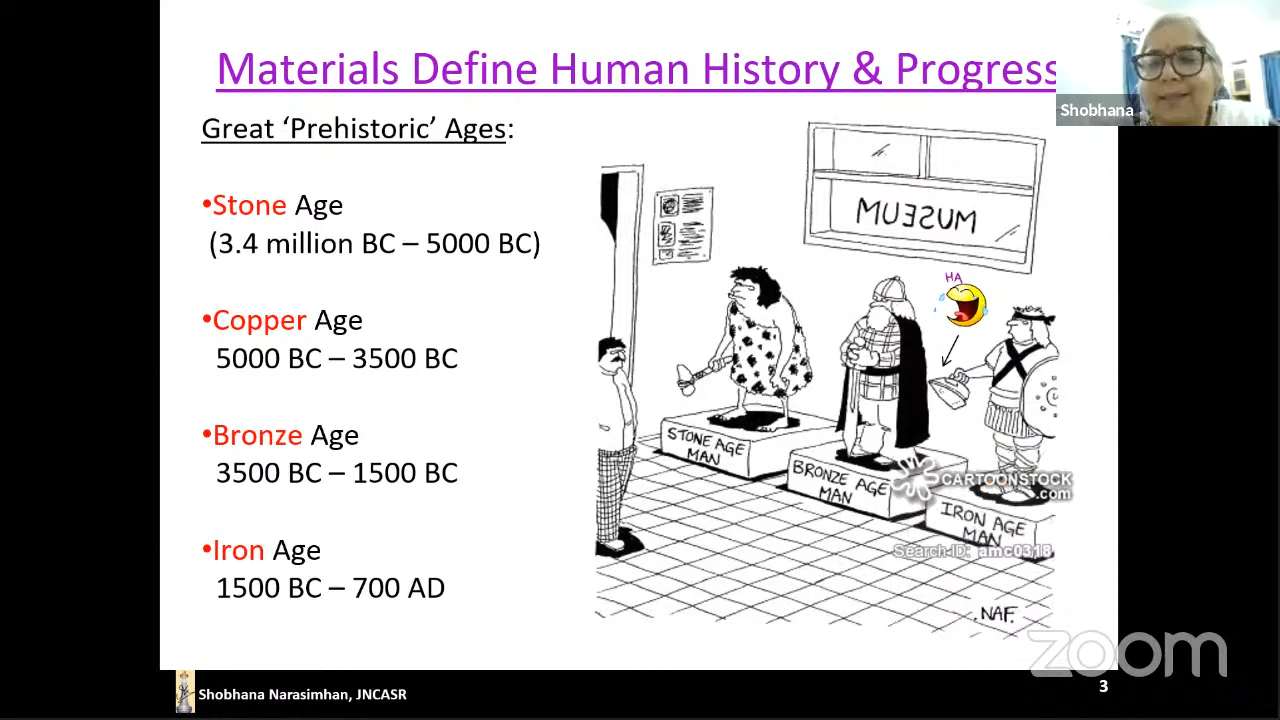 Materials Define Human History & Progress
Shobhana
Great ‘Prehistoric’ Ages:
•Stone Age
(3.4 million BC – 5000 BC)
•Copper Age
5000 BC – 3500 BC
•Bronze Age
3500 BC – 1500 BC
•Iron Age
1500 BC – 700 AD
MUSEUM
HA
STONE AGE
MAN
BRONZE AGE
MAN
IRON AGE
MAN
CARTOONSTOCK
.com
Search ID: amc0318
NAF.
zoom
Shobhana Narasimhan, JNCASR
3